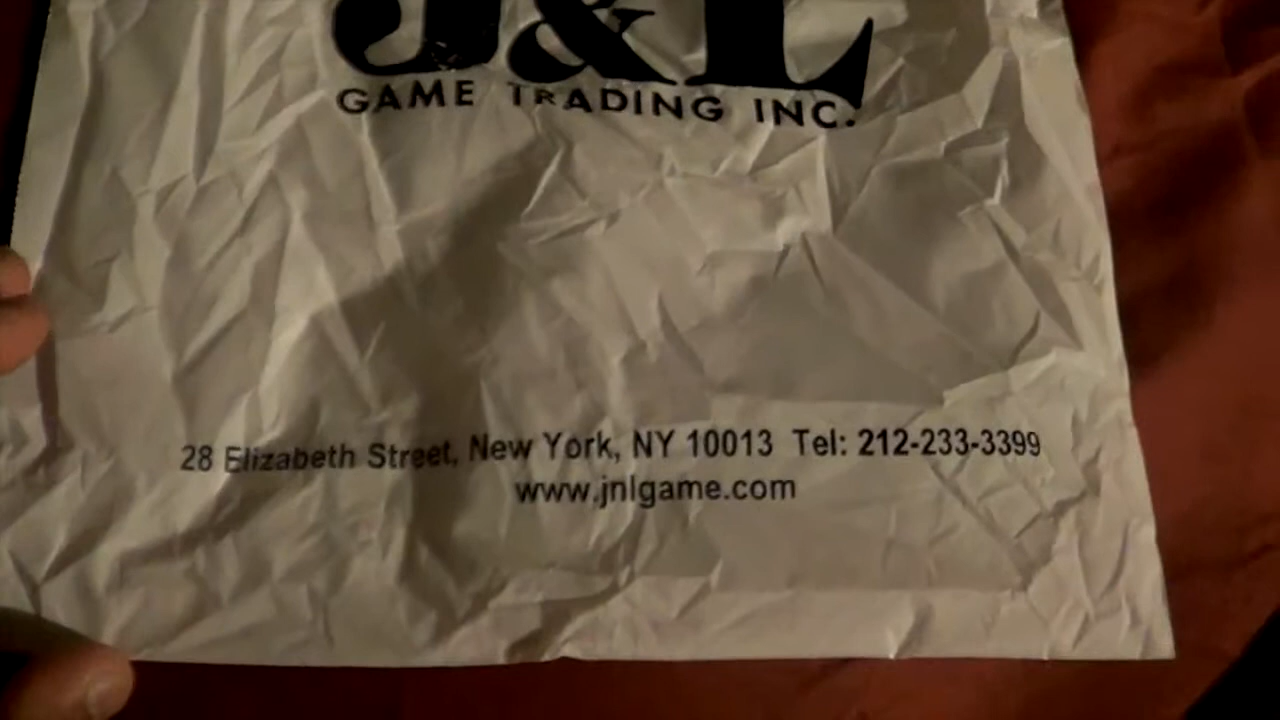 J&L
GAME TRADING INC.
28 Elizabeth Street, New York, NY 10013 Tel: 212-233-3399
www.jnlgame.com